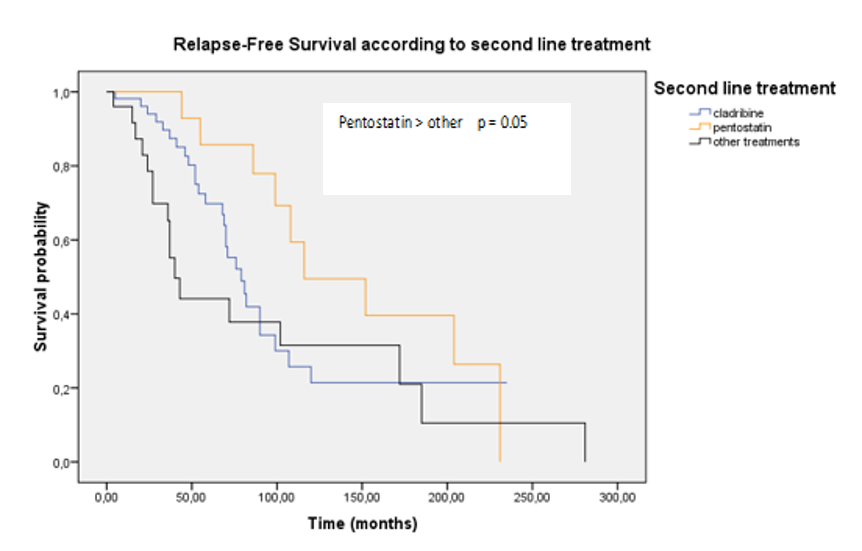 Relapse-Free Survival according to second line treatment
Second line treatment
cladribine
pentostatin
other treatments
Pentostatin > other p = 0.05
Survival probability
1,0
0,8
0,6
0,4
0,2
0,0
0,00 50,00 100,00 150,00 200,00 250,00 300,00
Time (months)